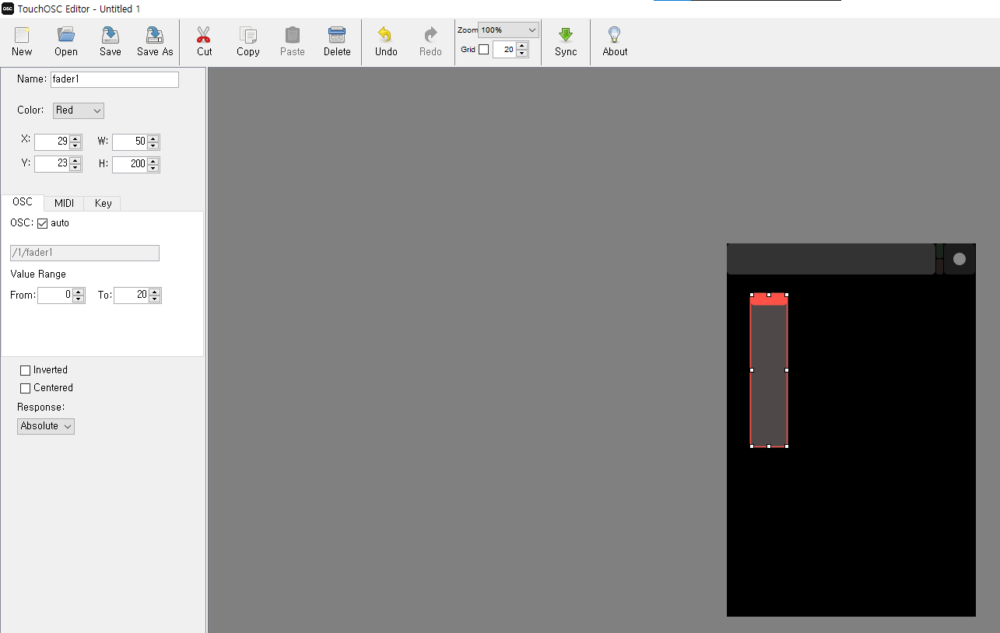 OSC TouchOSC Editor - Untitled 1
New Open Save Save As Cut Copy Paste Delete Undo Redo Zoom 100% Grid 20 Sync About
Name: fader1
Color: Red
X: 29 W: 50
Y: 23 H: 200
OSC MIDI Key
OSC: auto
/1/fader1
Value Range
From: 0 To: 20
Inverted
Centered
Response:
Absolute